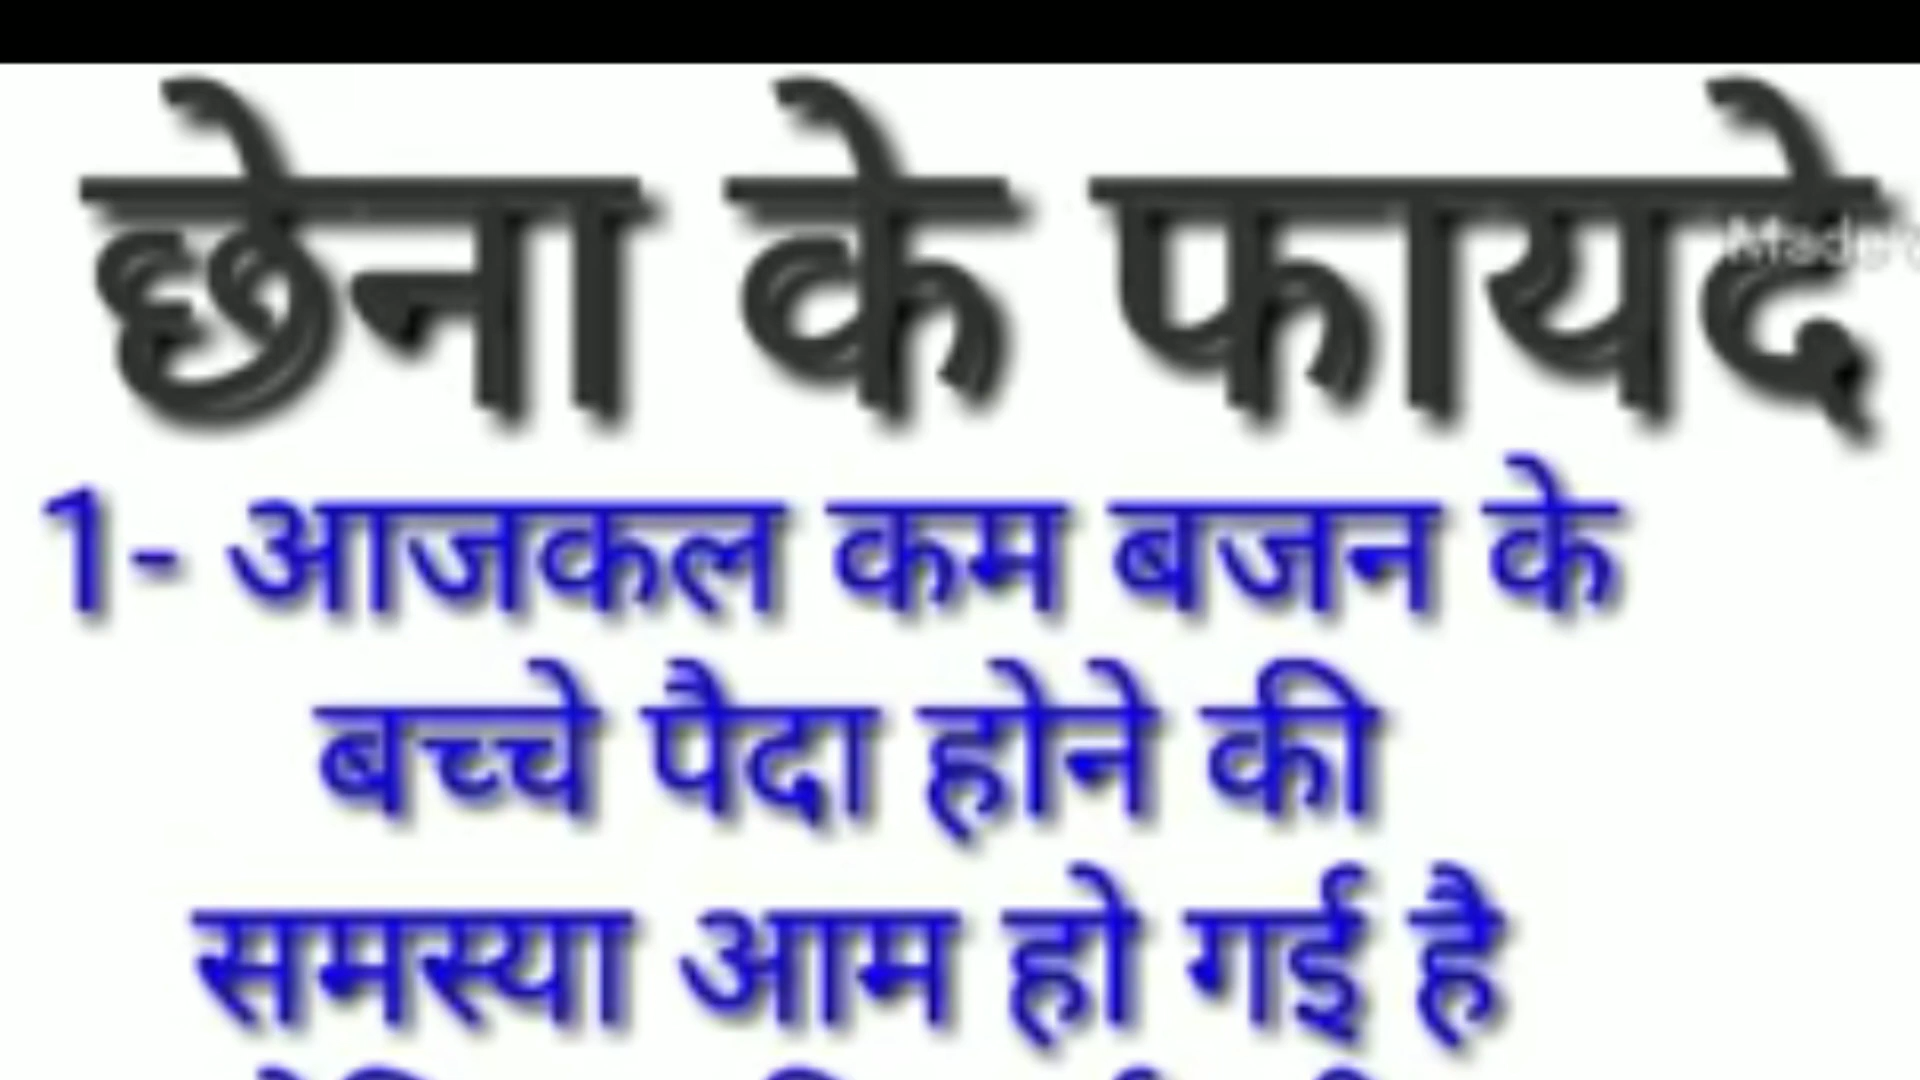 छेना के फायदे
1- आजकल कम बजन के
बच्चे पैदा होने की
समस्या आम हो गई है